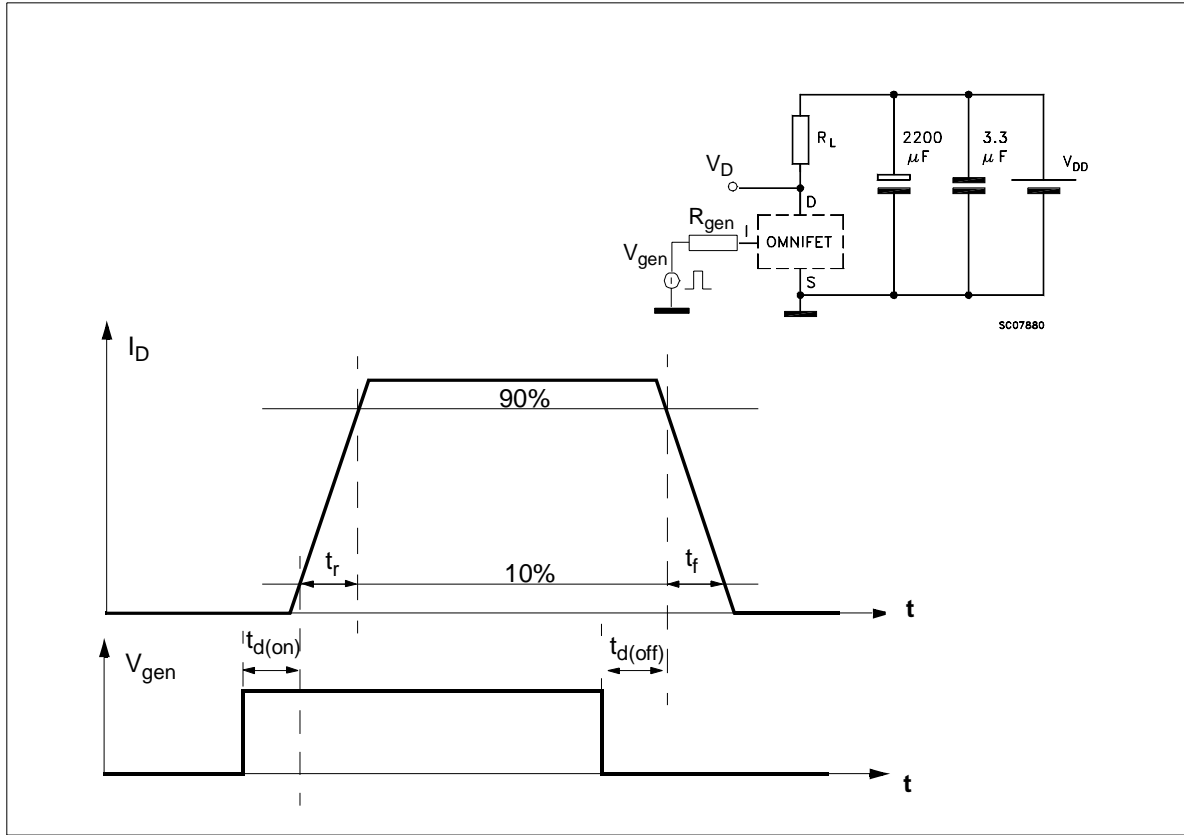 R_L
2200
µF
3.3
µF
V_DD
V_D
D
R_gen
I
OMNIFET
V_gen
S
SC07880
I_D
90%
t_r
10%
t_f
t
t_d(on)
t_d(off)
V_gen
t